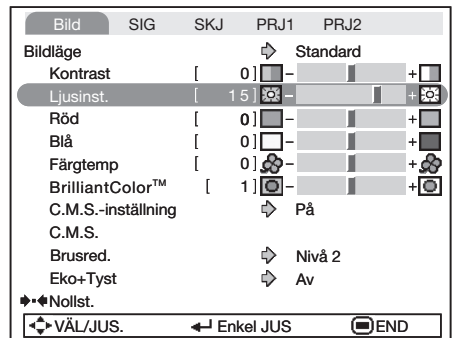 Bild SIG SKJ PRJ1 PRJ2
Bildläge Standard
Kontrast [ 0] - +
Ljusinst. [ 15] - +
Röd [ 0] - +
Blå [ 0] - +
Färgtemp [ 0] - +
BrilliantColor™ [ 1] - +
C.M.S.-inställning På
C.M.S.
Brusred. Nivå 2
Eko+Tyst Av
Nollst.
VÄL/JUS. Enkel JUS END